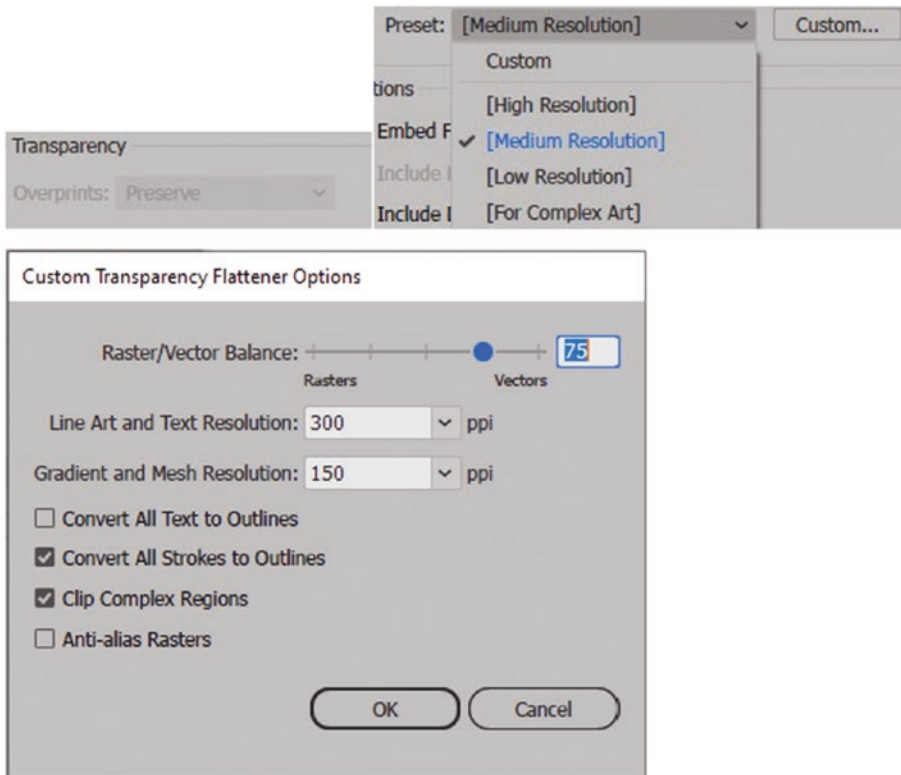 Preset: [Medium Resolution] Custom...
Custom
tions
[High Resolution]
Embed F
[Medium Resolution]
Include
[Low Resolution]
Include
[For Complex Art]
Transparency
Overprints: Preserve
Custom Transparency Flattener Options
Raster/Vector Balance: 75
Rasters Vectors
Line Art and Text Resolution: 300 ppi
Gradient and Mesh Resolution: 150 ppi
Convert All Text to Outlines
Convert All Strokes to Outlines
Clip Complex Regions
Anti-alias Rasters
OK Cancel